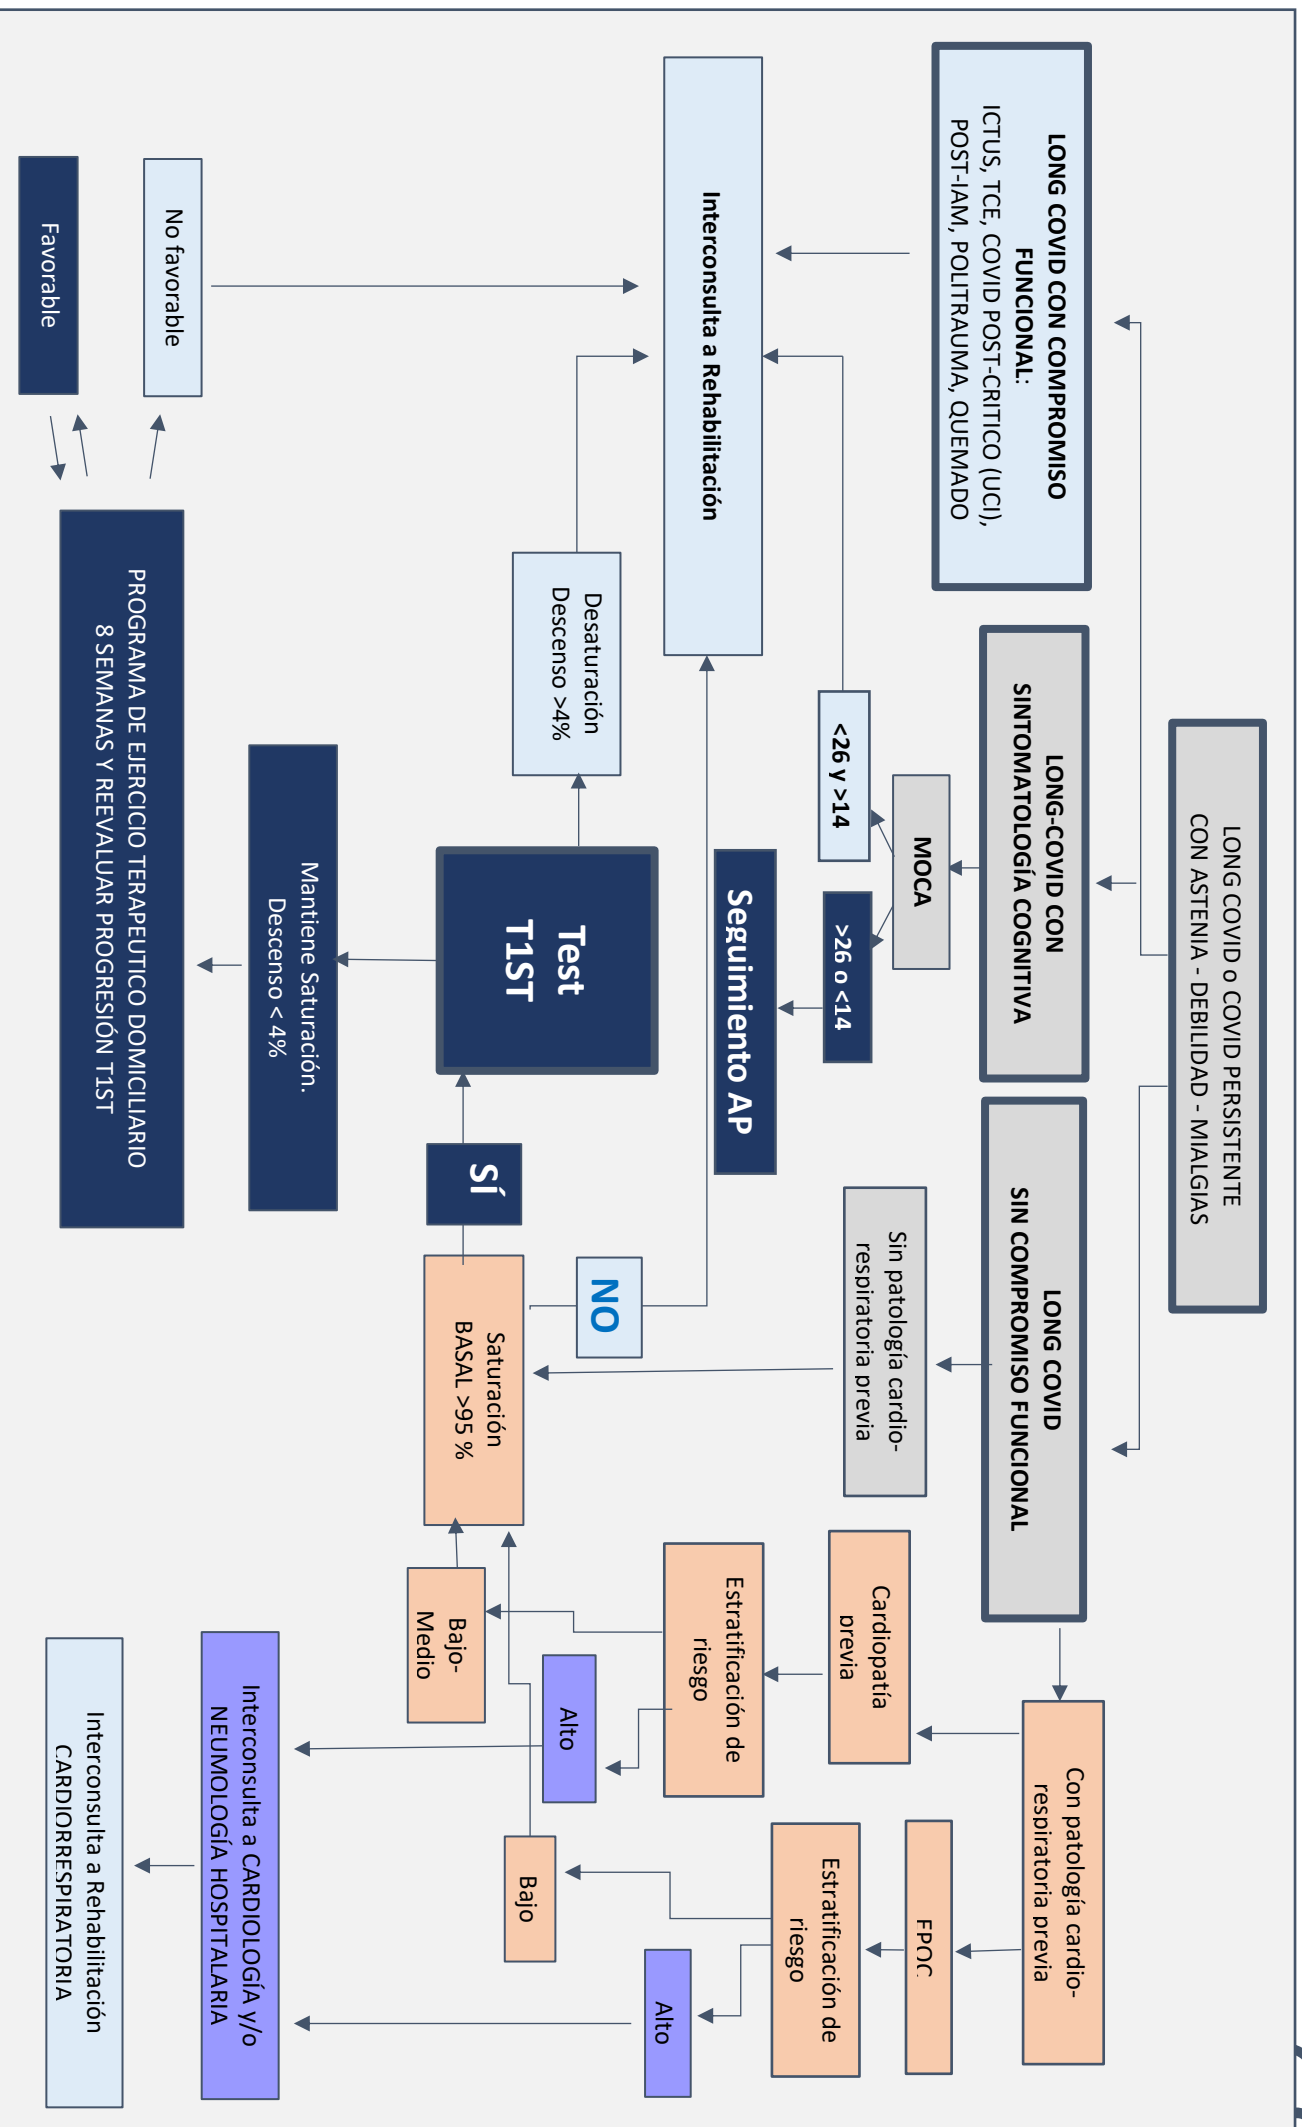 LONG COVID o COVID PERSISTENTE
CON ASTENIA - DEBILIDAD - MIALGIAS
LONG COVID CON COMPROMISO
FUNCIONAL:
ICTUS, TCE, COVID POST-CRITICO (UCI),
POST-IAM, POLITRAUMA, QUEMADO
LONG-COVID CON
SINTOMATOLOGÍA COGNITIVA
LONG COVID
SIN COMPROMISO FUNCIONAL
Con patología cardio-
respiratoria previa
MOCA
Sin patología cardio-
respiratoria previa
Cardiopatía
previa
EPOC
<26 y >14
>26 o <14
Interconsulta a Rehabilitación
Seguimiento AP
Estratificación de
riesgo
Estratificación de
riesgo
Desaturación
Descenso >4%
Test
T1ST
SÍ
NO
Saturación
BASAL >95 %
Bajo-
Medio
Alto
Bajo
Alto
Mantiene Saturación.
Descenso < 4%
No favorable
Favorable
PROGRAMA DE EJERCICIO TERAPEUTICO DOMICILIARIO
8 SEMANAS Y REEVALUAR PROGRESIÓN T1ST
Interconsulta a CARDIOLOGÍA y/o
NEUMOLOGÍA HOSPITALARIA
Interconsulta a Rehabilitación
CARDIORRESPIRATORIA